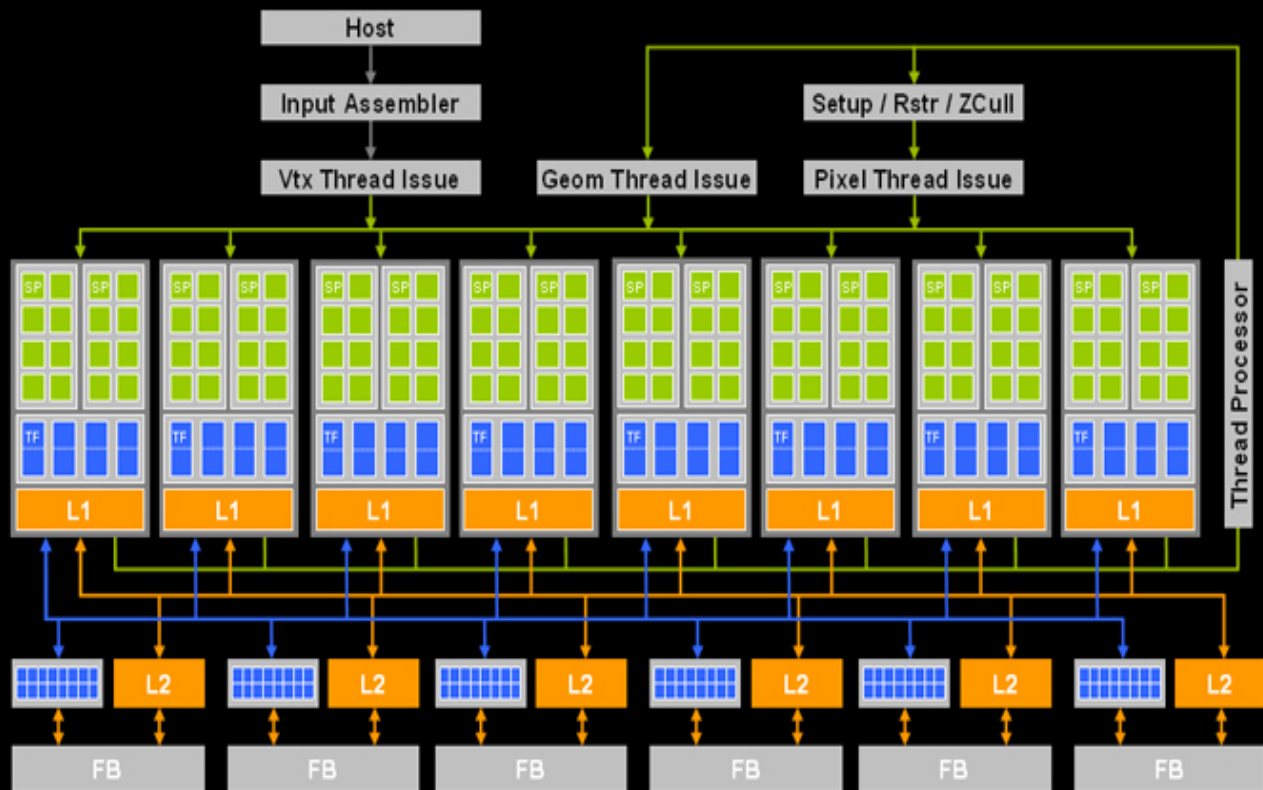 Host
Input Assembler
Setup / Rstr / ZCull
Vtx Thread Issue
Geom Thread Issue
Pixel Thread Issue
SP SP SP SP SP SP SP SP SP SP SP SP SP SP SP SP
TF TF TF TF TF TF TF TF
L1 L1 L1 L1 L1 L1 L1 L1
Thread Processor
L2 L2 L2 L2 L2 L2
FB FB FB FB FB FB